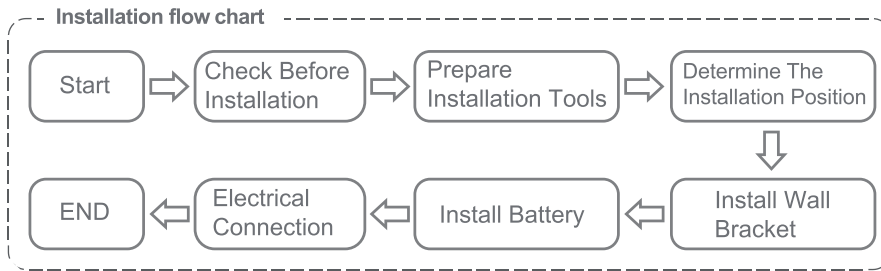 Installation flow chart
Start
Check Before
Installation
Prepare
Installation Tools
Determine The
Installation Position
Install Wall
Bracket
Install Battery
Electrical
Connection
END